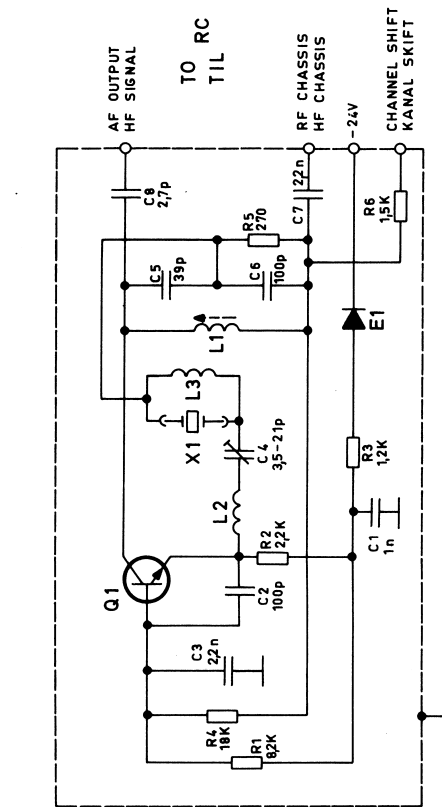 AF OUTPUT
HF SIGNAL
TO RC
TIL
RF CHASSIS
HF CHASSIS
-24V
CHANNEL SHIFT
KANAL SKIFT
C8
2,7p
C7
2,2n
R6
1,5K
R5
270
C5
39p
C6
100p
L1
E1
L3
X1
C4
3,5-21p
R3
1,2K
L2
Q1
R2
2,2K
C1
1n
C2
100p
C3
2,2n
R4
18K
R1
8,2K